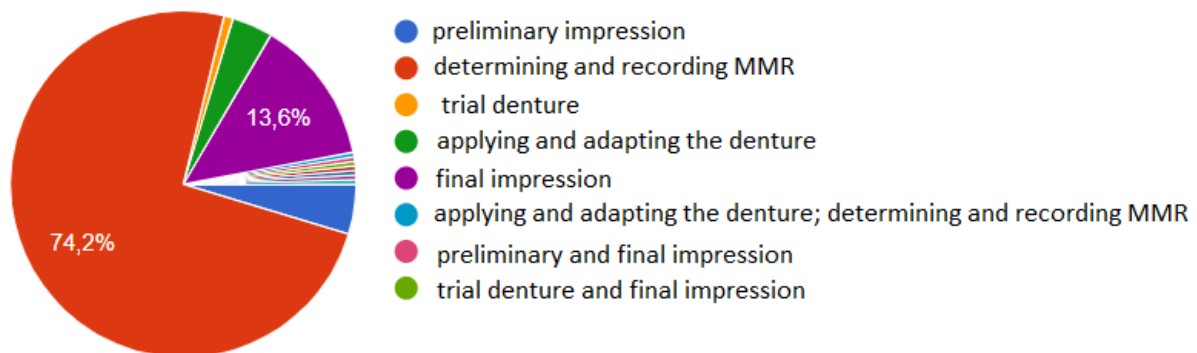 preliminary impression
determining and recording MMR
trial denture
applying and adapting the denture
final impression
applying and adapting the denture; determining and recording MMR
preliminary and final impression
trial denture and final impression
13,6%
74,2%